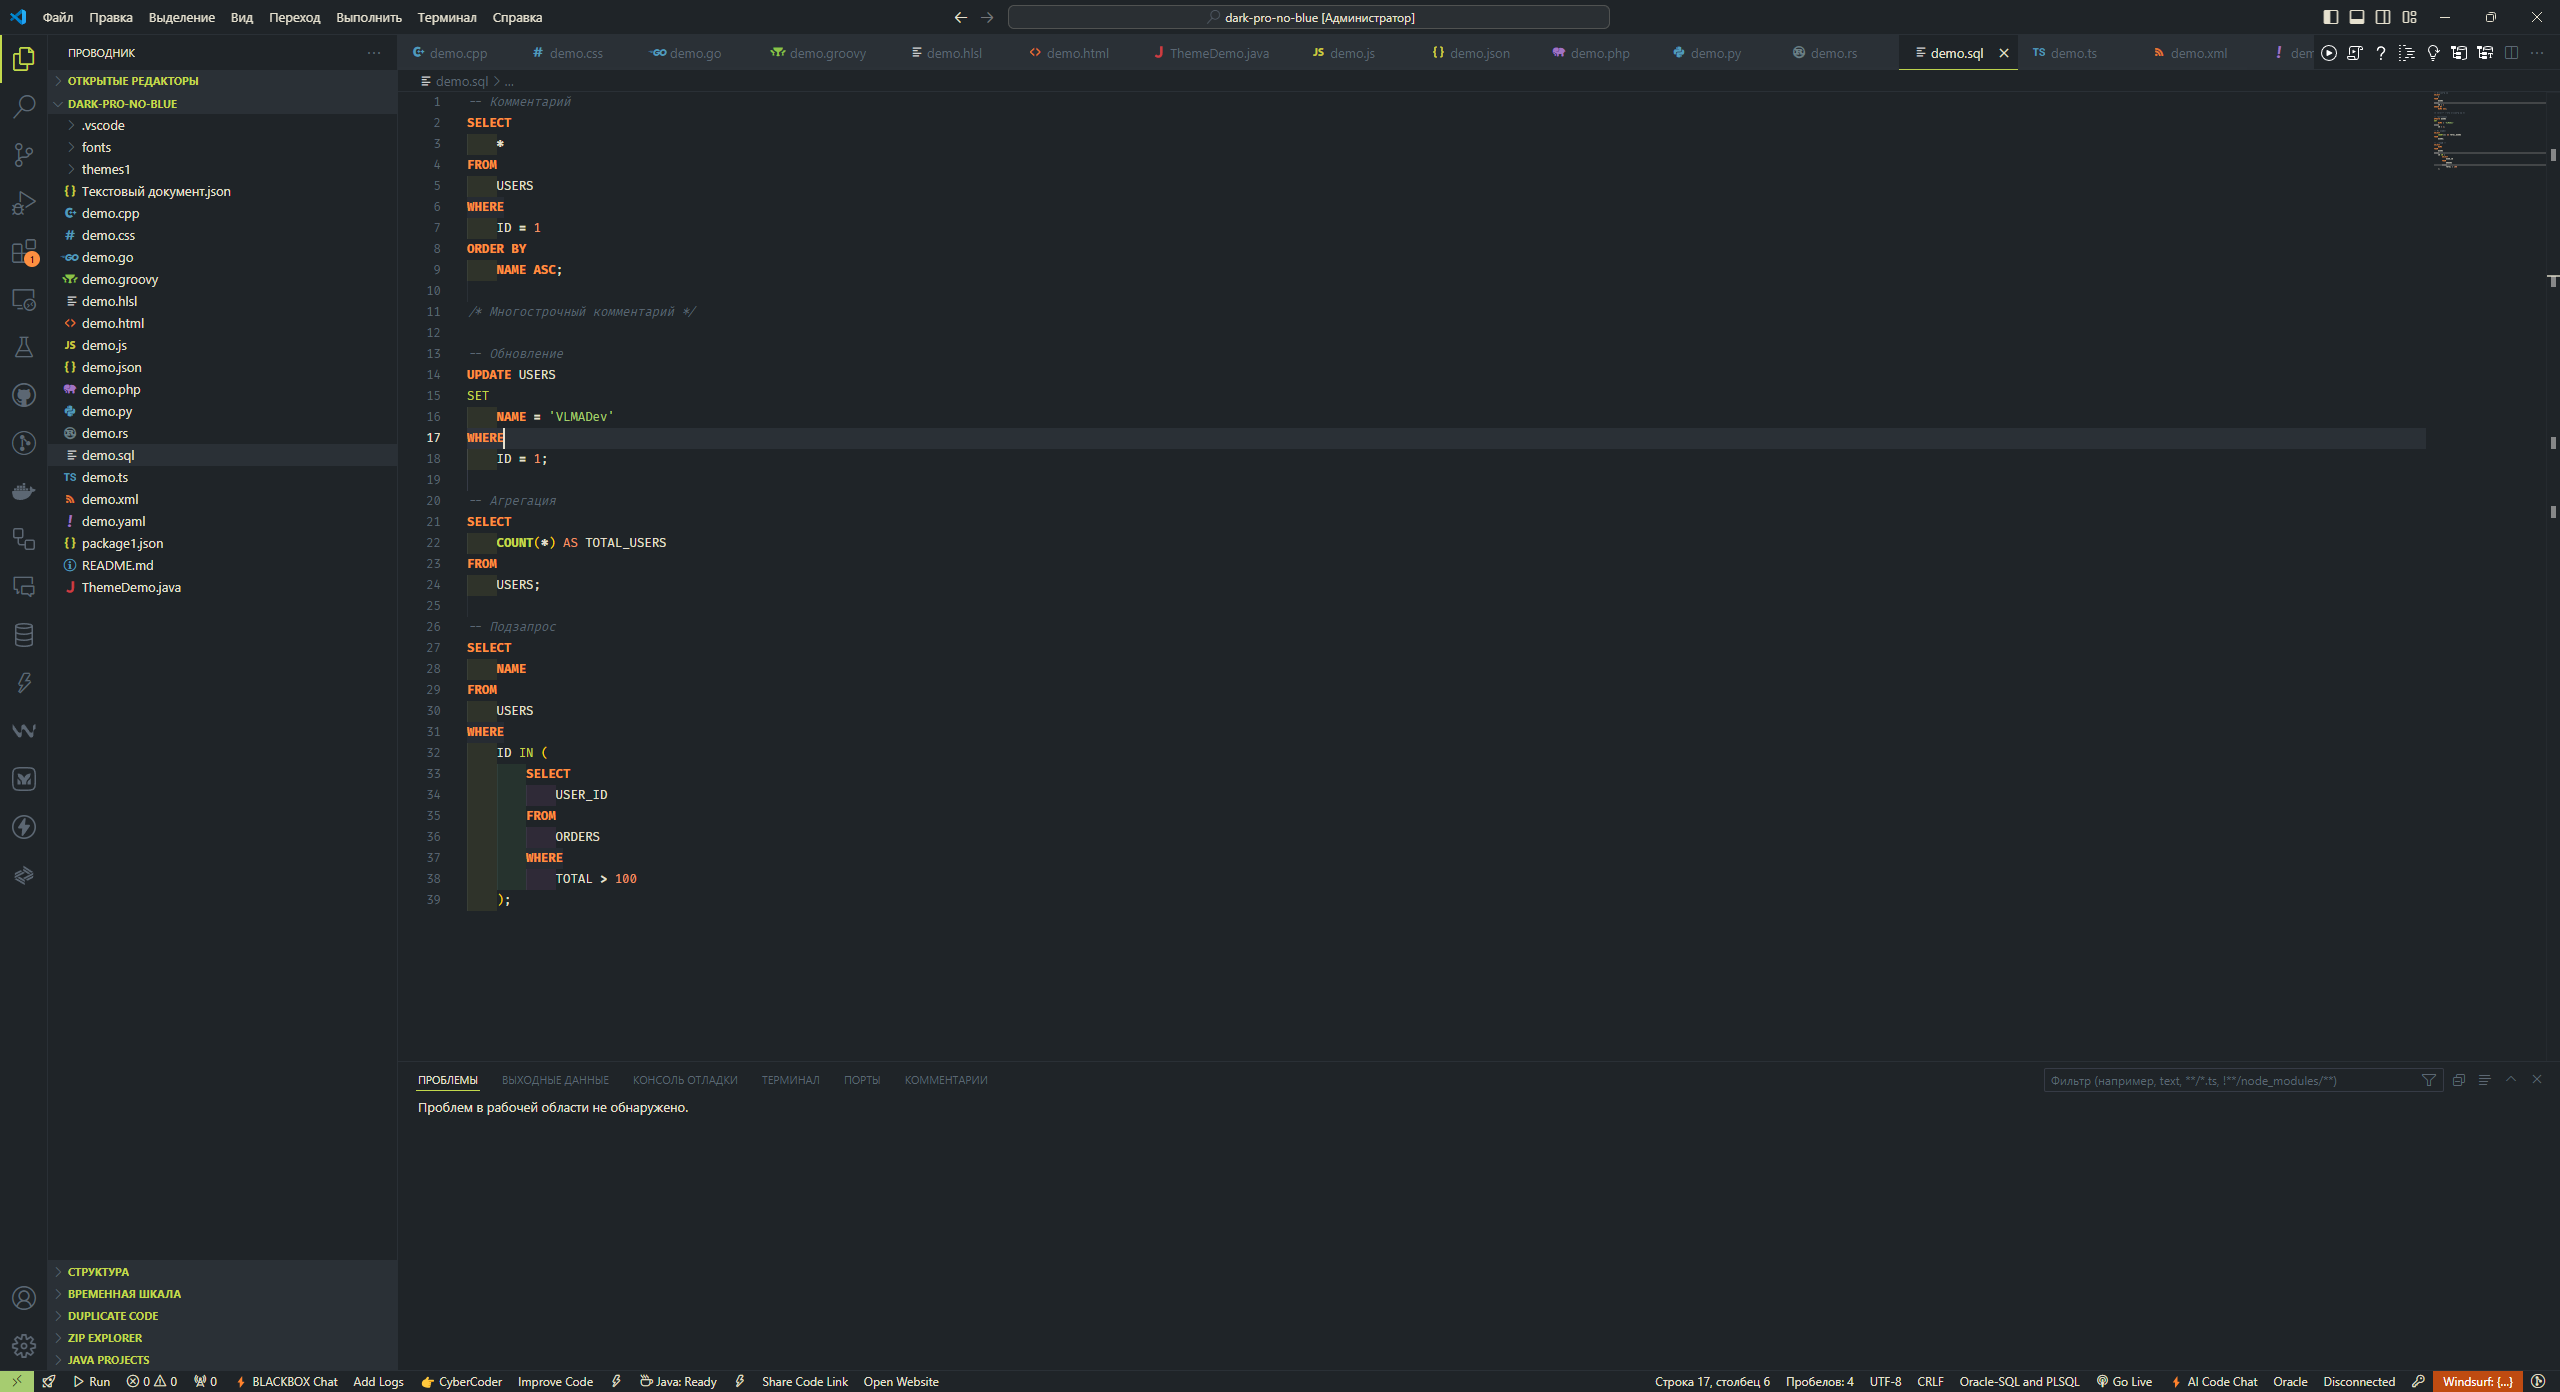 Файл Правка Выделение Вид Переход Выполнить Терминал Справка
dark-pro-no-blue [Администратор]
ПРОВОДНИК
ОТКРЫТЫЕ РЕДАКТОРЫ
DARK-PRO-NO-BLUE
.vscode
fonts
themes1
Текстовый документ.json
demo.cpp
demo.css
demo.go
demo.groovy
demo.hlsl
demo.html
demo.js
demo.json
demo.php
demo.py
demo.rs
demo.sql
demo.ts
demo.xml
demo.yaml
package1.json
README.md
ThemeDemo.java
СТРУКТУРА
ВРЕМЕННАЯ ШКАЛА
DUPLICATE CODE
ZIP EXPLORER
JAVA PROJECTS
demo.cpp demo.css demo.go demo.groovy demo.hlsl demo.html ThemeDemo.java demo.js demo.json demo.php demo.py demo.rs demo.sql demo.ts demo.xml dem
demo.sql > ...
1 -- Комментарий
2 SELECT
3 *
4 FROM
5 USERS
6 WHERE
7 ID = 1
8 ORDER BY
9 NAME ASC;
10
11 /* Многострочный комментарий */
12
13 -- Обновление
14 UPDATE USERS
15 SET
16 NAME = 'VLMADev'
17 WHERE
18 ID = 1;
19
20 -- Агрегация
21 SELECT
22 COUNT(*) AS TOTAL_USERS
23 FROM
24 USERS;
25
26 -- Подзапрос
27 SELECT
28 NAME
29 FROM
30 USERS
31 WHERE
32 ID IN (
33 SELECT
34 USER_ID
35 FROM
36 ORDERS
37 WHERE
38 TOTAL > 100
39 );
ПРОБЛЕМЫ ВЫХОДНЫЕ ДАННЫЕ КОНСОЛЬ ОТЛАДКИ ТЕРМИНАЛ ПОРТЫ КОММЕНТАРИИ
Фильтр (например, text, **/*.ts, !**/node_modules/**)
Проблем в рабочей области не обнаружено.
Run 0 0 0 BLACKBOX Chat Add Logs CyberCoder Improve Code Java: Ready Share Code Link Open Website
Строка 17, столбец 6 Пробелов: 4 UTF-8 CRLF Oracle-SQL and PLSQL Go Live AI Code Chat Oracle Disconnected Windsurf: {...}